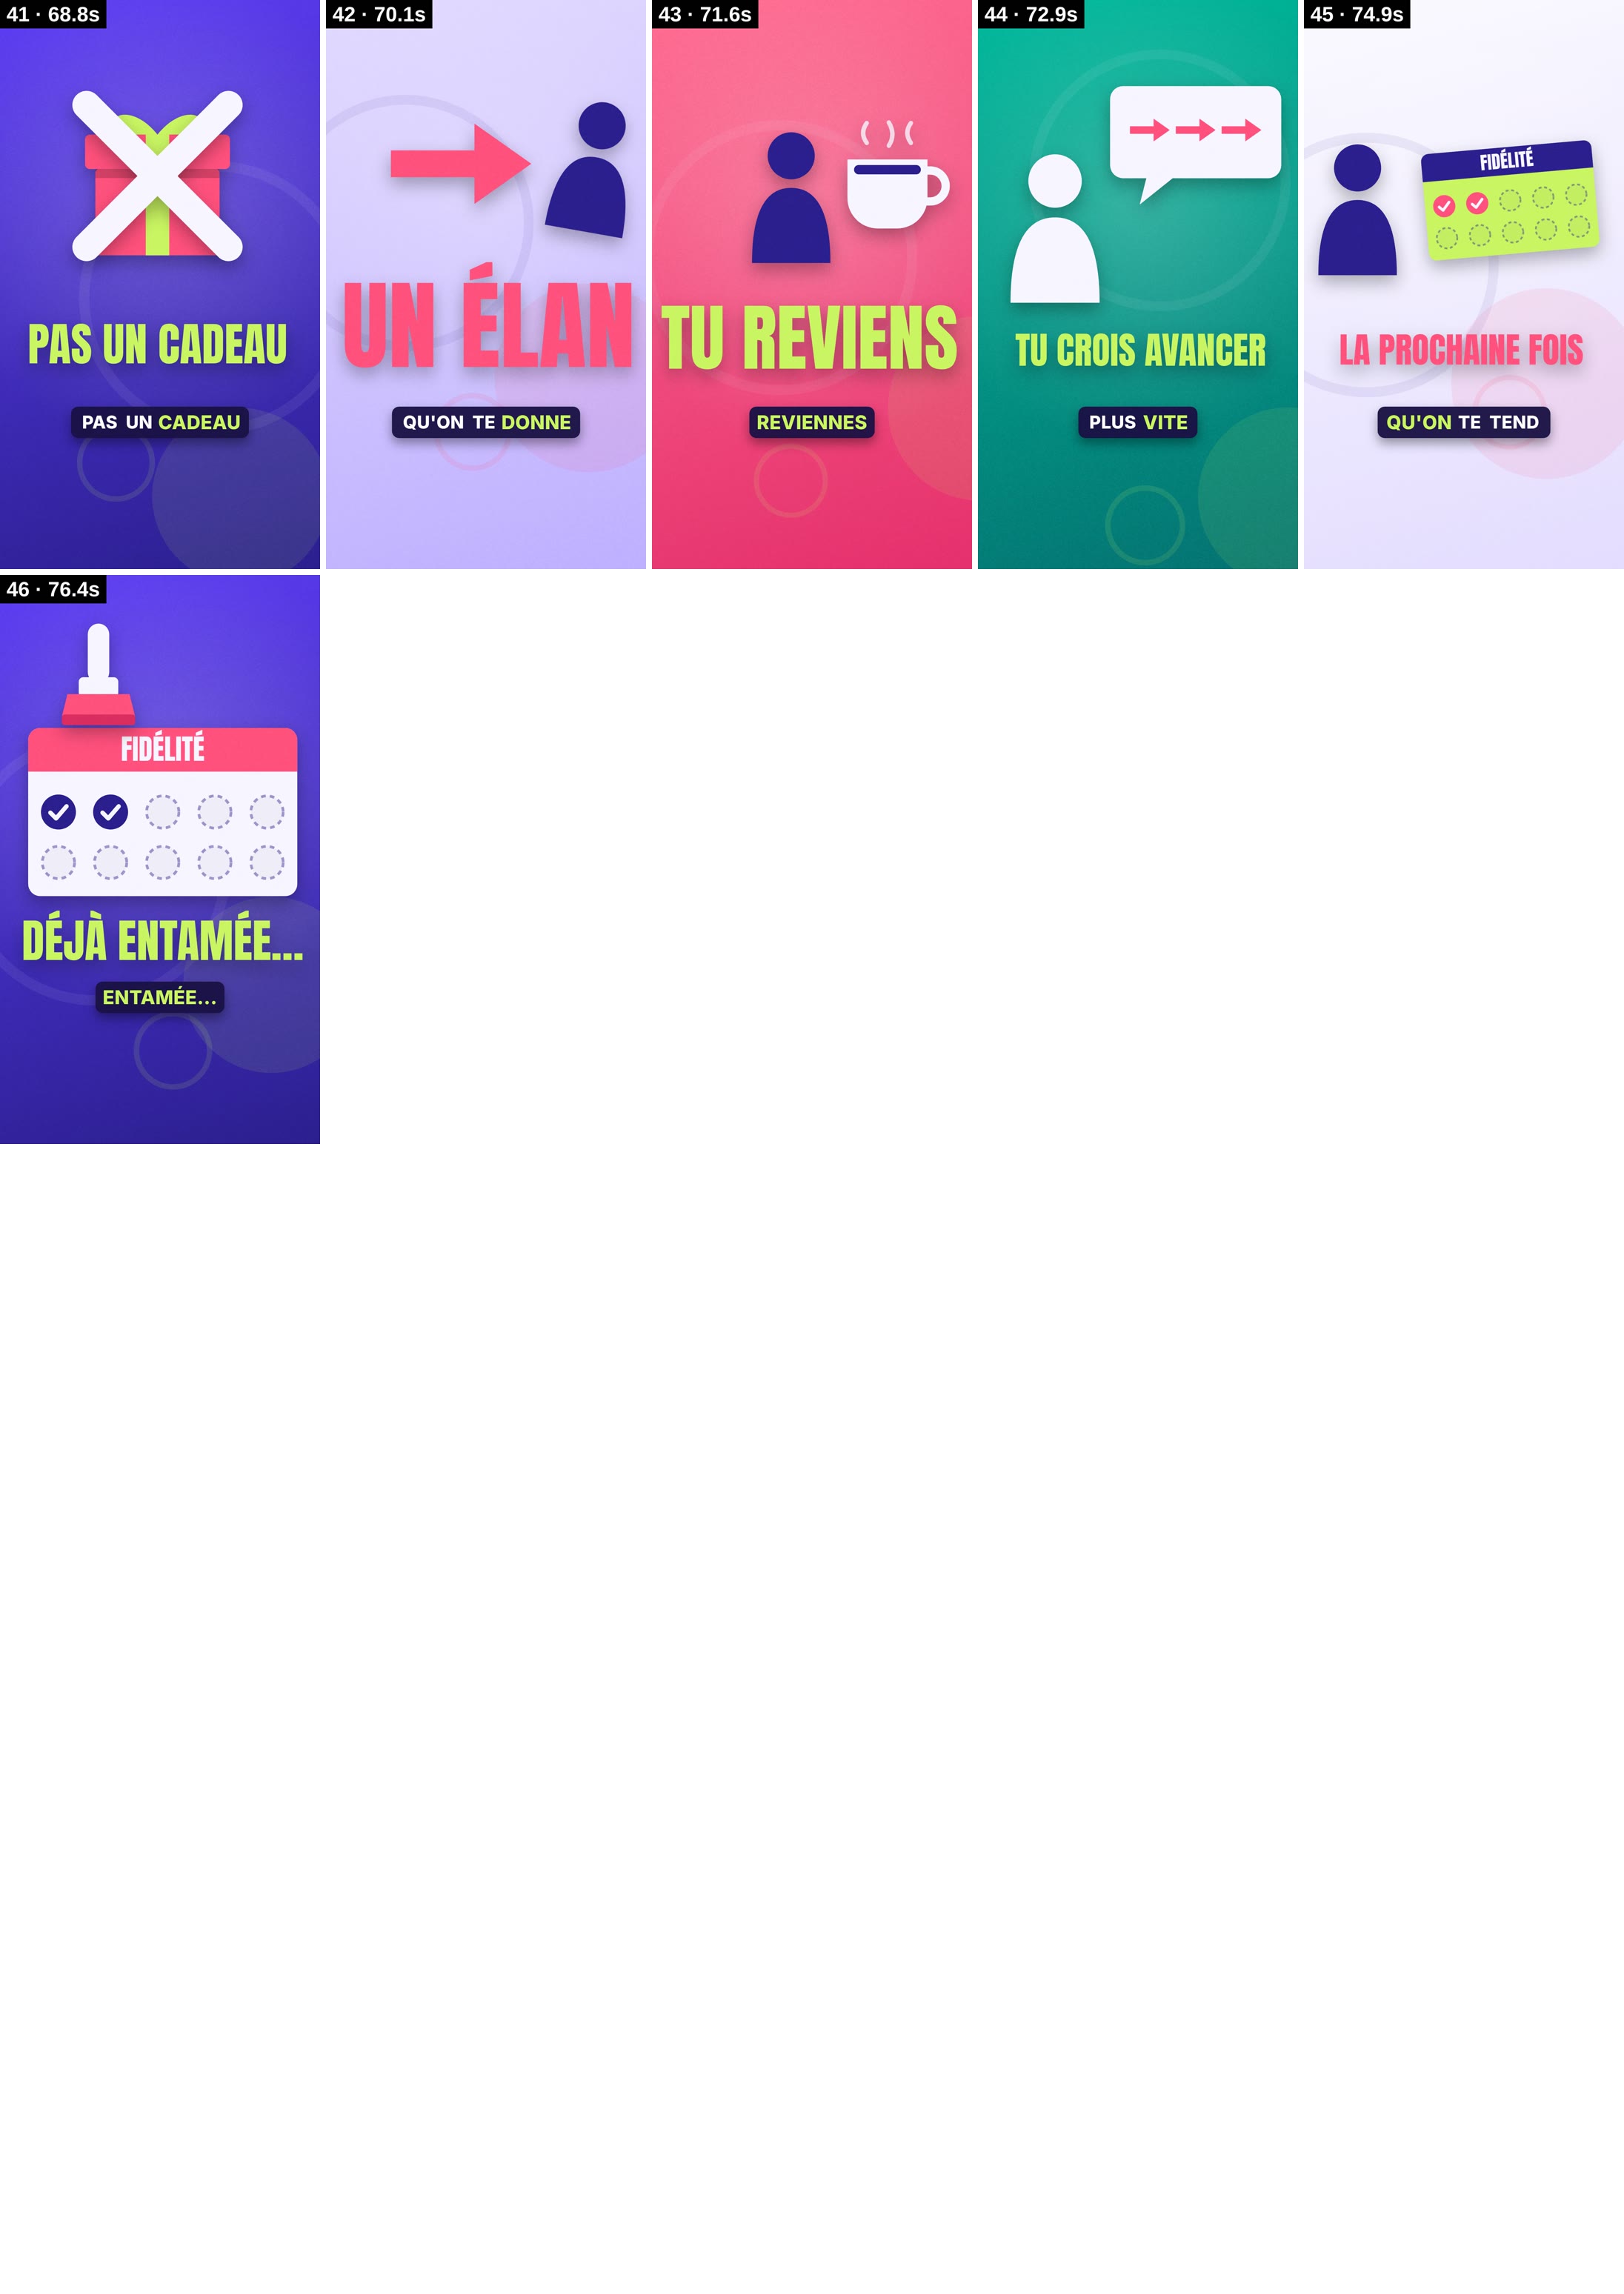 41 · 68.8s
PAS UN CADEAU
PAS UN CADEAU
42 · 70.1s
UN ÉLAN
QU'ON TE DONNE
43 · 71.6s
TU REVIENS
REVIENNES
44 · 72.9s
TU CROIS AVANCER
PLUS VITE
45 · 74.9s
FIDÉLITÉ
LA PROCHAINE FOIS
QU'ON TE TEND
46 · 76.4s
FIDÉLITÉ
DÉJÀ ENTAMÉE...
ENTAMÉE...